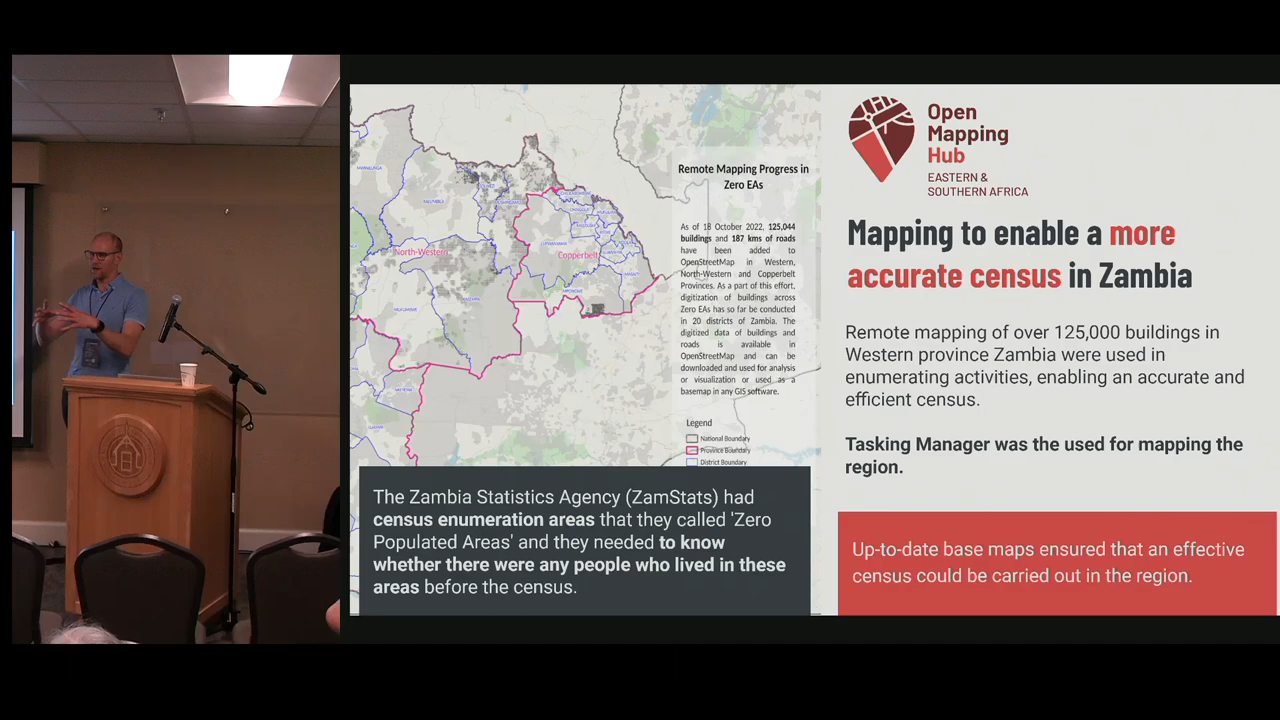 Remote Mapping Progress in
Zero EAs
As of 18 October 2022, 125,044
buildings and 187 kms of roads
have been added to
OpenStreetMap in Western,
North-Western and Copperbelt
Provinces. As a part of this effort,
digitization of buildings across
Zero EAs has so far be conducted
in 20 districts of Zambia. The
digitized data of buildings and
roads is available in
OpenStreetMap and can be
downloaded and used for analysis
or visualization or used as a
basemap in any GIS software.
Legend
National Boundary
Province Boundary
District Boundary
North-Western
Copperbelt
The Zambia Statistics Agency (ZamStats) had
census enumeration areas that they called 'Zero
Populated Areas' and they needed to know
whether there were any people who lived in these
areas before the census.
Open
Mapping
Hub
EASTERN &
SOUTHERN AFRICA
Mapping to enable a more
accurate census in Zambia
Remote mapping of over 125,000 buildings in
Western province Zambia were used in
enumerating activities, enabling an accurate and
efficient census.
Tasking Manager was the used for mapping the
region.
Up-to-date base maps ensured that an effective
census could be carried out in the region.